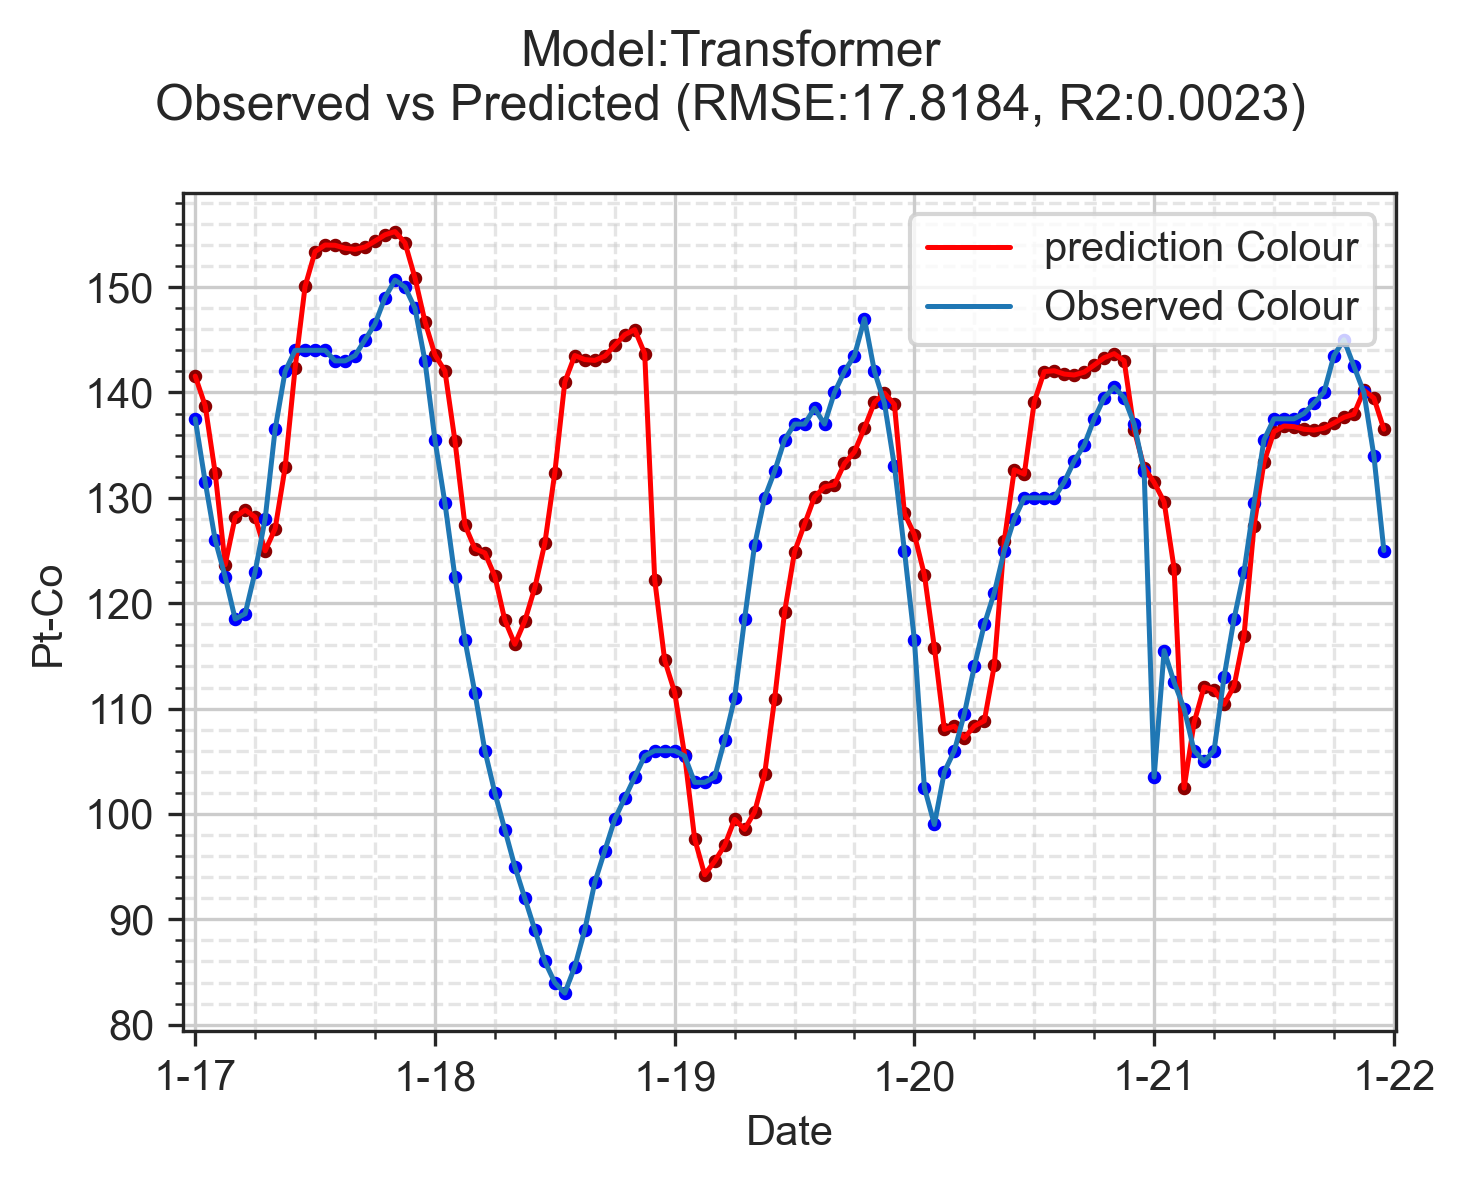 Model:Transformer
Observed vs Predicted (RMSE:17.8184, R2:0.0023)
prediction Colour
Observed Colour
Pt-Co
150
140
130
120
110
100
90
80
1-17 1-18 1-19 1-20 1-21 1-22
Date